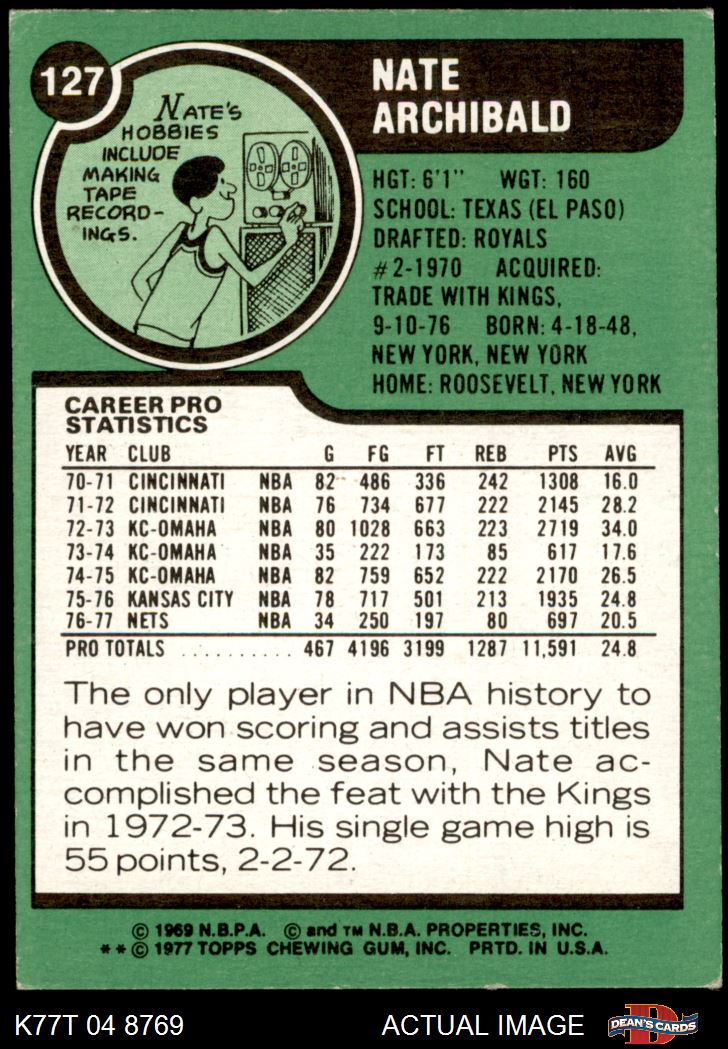 127
NATE
ARCHIBALD
NATE'S
HOBBIES
INCLUDE
MAKING
TAPE
RECORD-
INGS.
HGT: 6'1" WGT: 160
SCHOOL: TEXAS (EL PASO)
DRAFTED: ROYALS
#2-1970 ACQUIRED:
TRADE WITH KINGS,
9-10-76 BORN: 4-18-48,
NEW YORK, NEW YORK
HOME: ROOSEVELT, NEW YORK
CAREER PRO
STATISTICS
YEAR CLUB G FG FT REB PTS AVG
70-71 CINCINNATI NBA 82 486 336 242 1308 16.0
71-72 CINCINNATI NBA 76 734 677 222 2145 28.2
72-73 KC-OMAHA NBA 80 1028 663 223 2719 34.0
73-74 KC-OMAHA NBA 35 222 173 85 617 17.6
74-75 KC-OMAHA NBA 82 759 652 222 2170 26.5
75-76 KANSAS CITY NBA 78 717 501 213 1935 24.8
76-77 NETS NBA 34 250 197 80 697 20.5
PRO TOTALS .......... 467 4196 3199 1287 11,591 24.8
The only player in NBA history to
have won scoring and assists titles
in the same season, Nate ac-
complished the feat with the Kings
in 1972-73. His single game high is
55 points, 2-2-72.
© 1969 N.B.P.A. © and TM N.B.A. PROPERTIES, INC.
** © 1977 TOPPS CHEWING GUM, INC. PRTD. IN U.S.A.
K77T 04 8769 ACTUAL IMAGE D DEAN'S CARDS